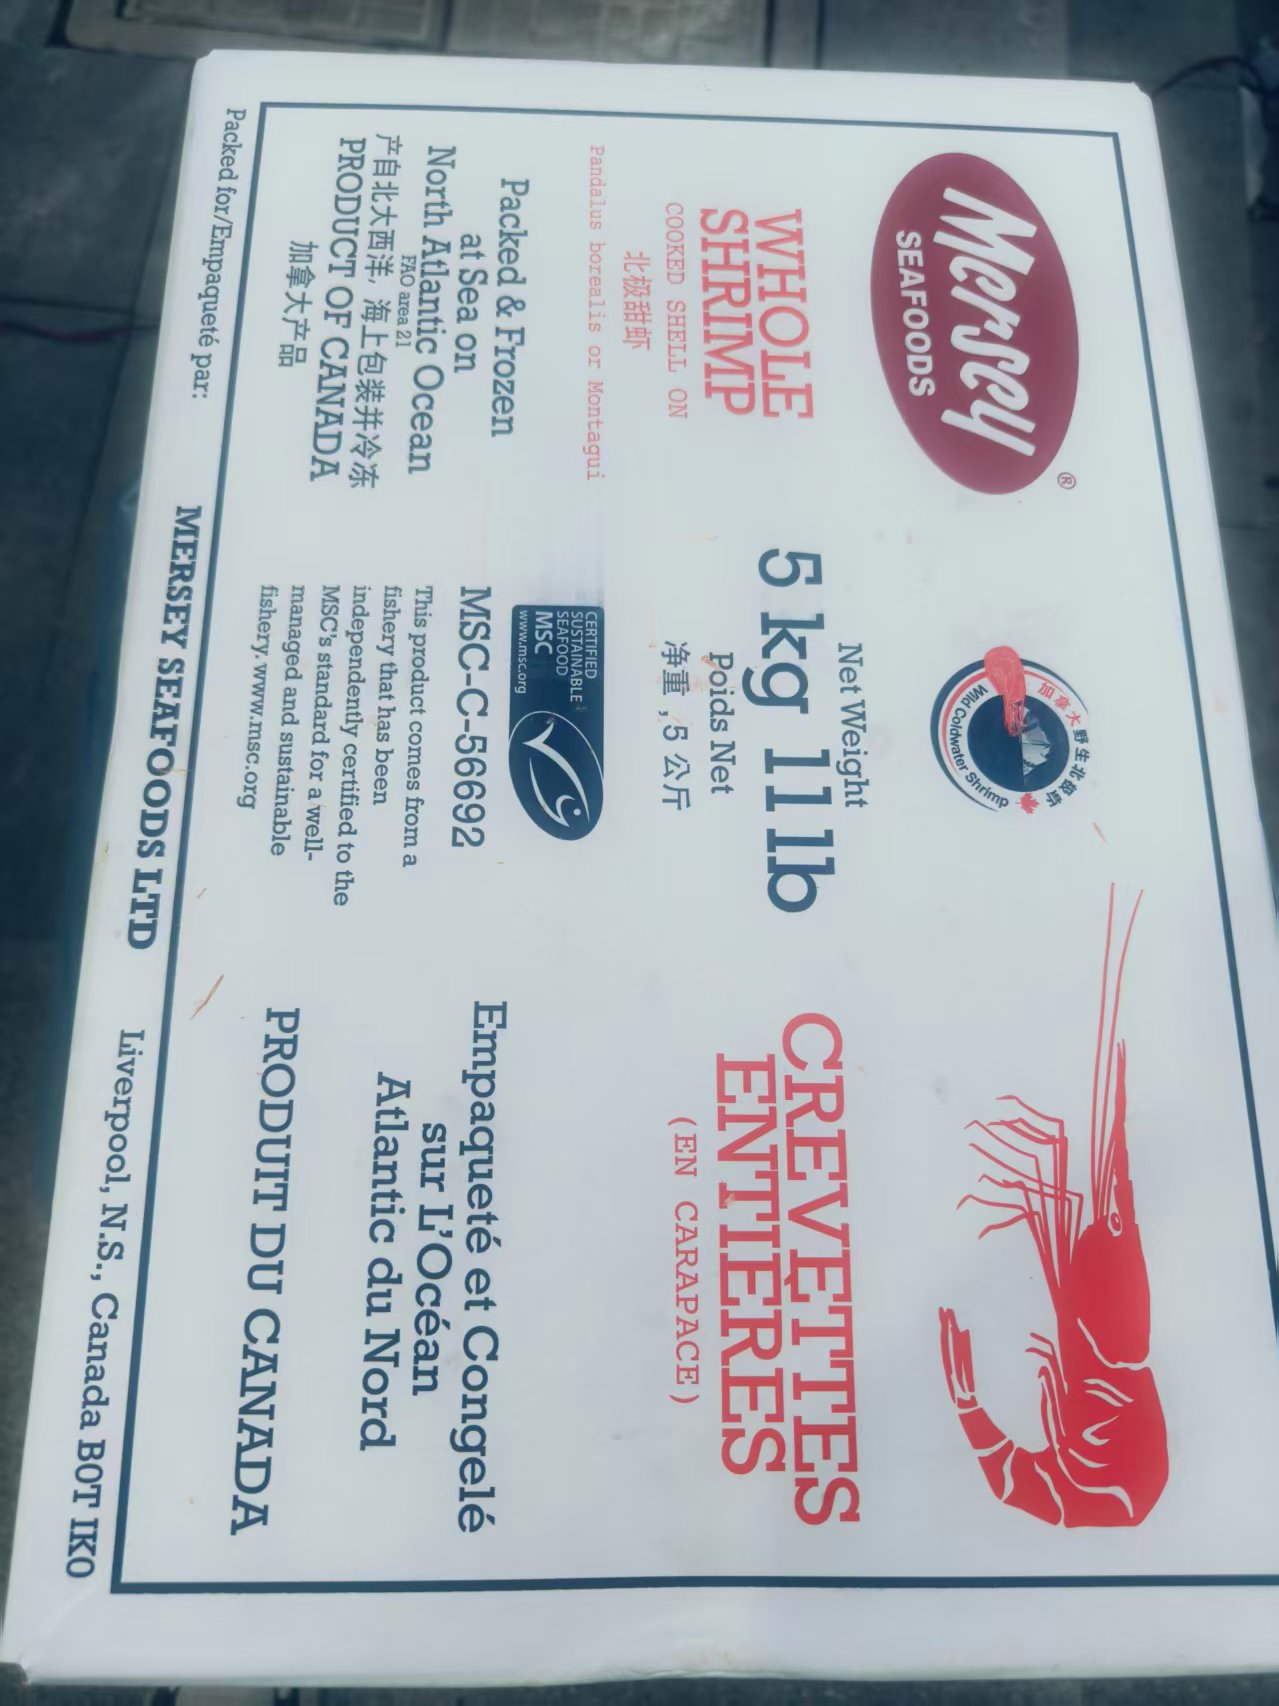 Mersey
SEAFOODS
®
加拿大野生北极虾
Wild Coldwater Shrimp
WHOLE
SHRIMP
COOKED SHELL ON
北极甜虾
Pandalus borealis or Montagui
Packed & Frozen
at Sea on
North Atlantic Ocean
FAO area 21
产自北大西洋, 海上包装并冷冻
PRODUCT OF CANADA
加拿大产品
Net Weight
5 kg 11 lb
Poids Net
净重 , 5 公斤
CERTIFIED
SUSTAINABLE
SEAFOOD
MSC
www.msc.org
MSC-C-56692
This product comes from a
fishery that has been
independently certified to the
MSC's standard for a well-
managed and sustainable
fishery. www.msc.org
CREVETTES
ENTIERES
(EN CARAPACE)
Empaqueté et Congelé
sur L'Océan
Atlantic du Nord
PRODUIT DU CANADA
Packed for/Empaqueté par:
MERSEY SEAFOODS LTD
Liverpool, N.S., Canada B0T IK0